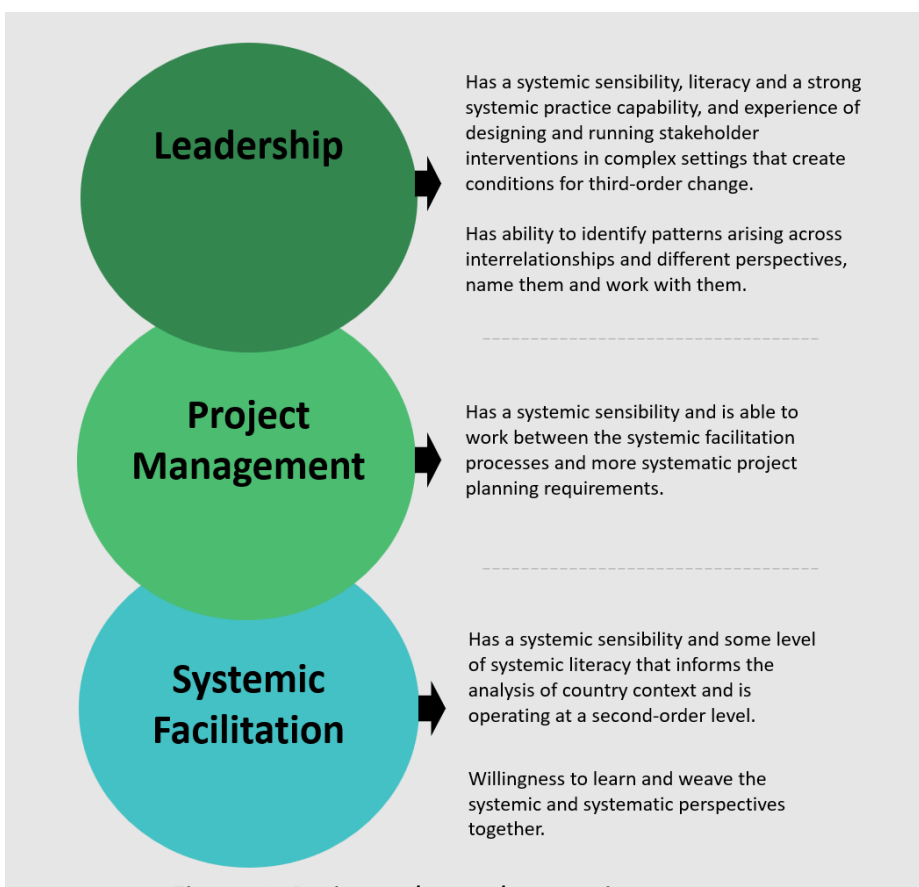 Leadership
Has a systemic sensibility, literacy and a strong
systemic practice capability, and experience of
designing and running stakeholder
interventions in complex settings that create
conditions for third-order change.
Has ability to identify patterns arising across
interrelationships and different perspectives,
name them and work with them.
Project
Management
Has a systemic sensibility and is able to
work between the systemic facilitation
processes and more systematic project
planning requirements.
Systemic
Facilitation
Has a systemic sensibility and some level
of systemic literacy that informs the
analysis of country context and is
operating at a second-order level.
Willingness to learn and weave the
systemic and systematic perspectives
together.